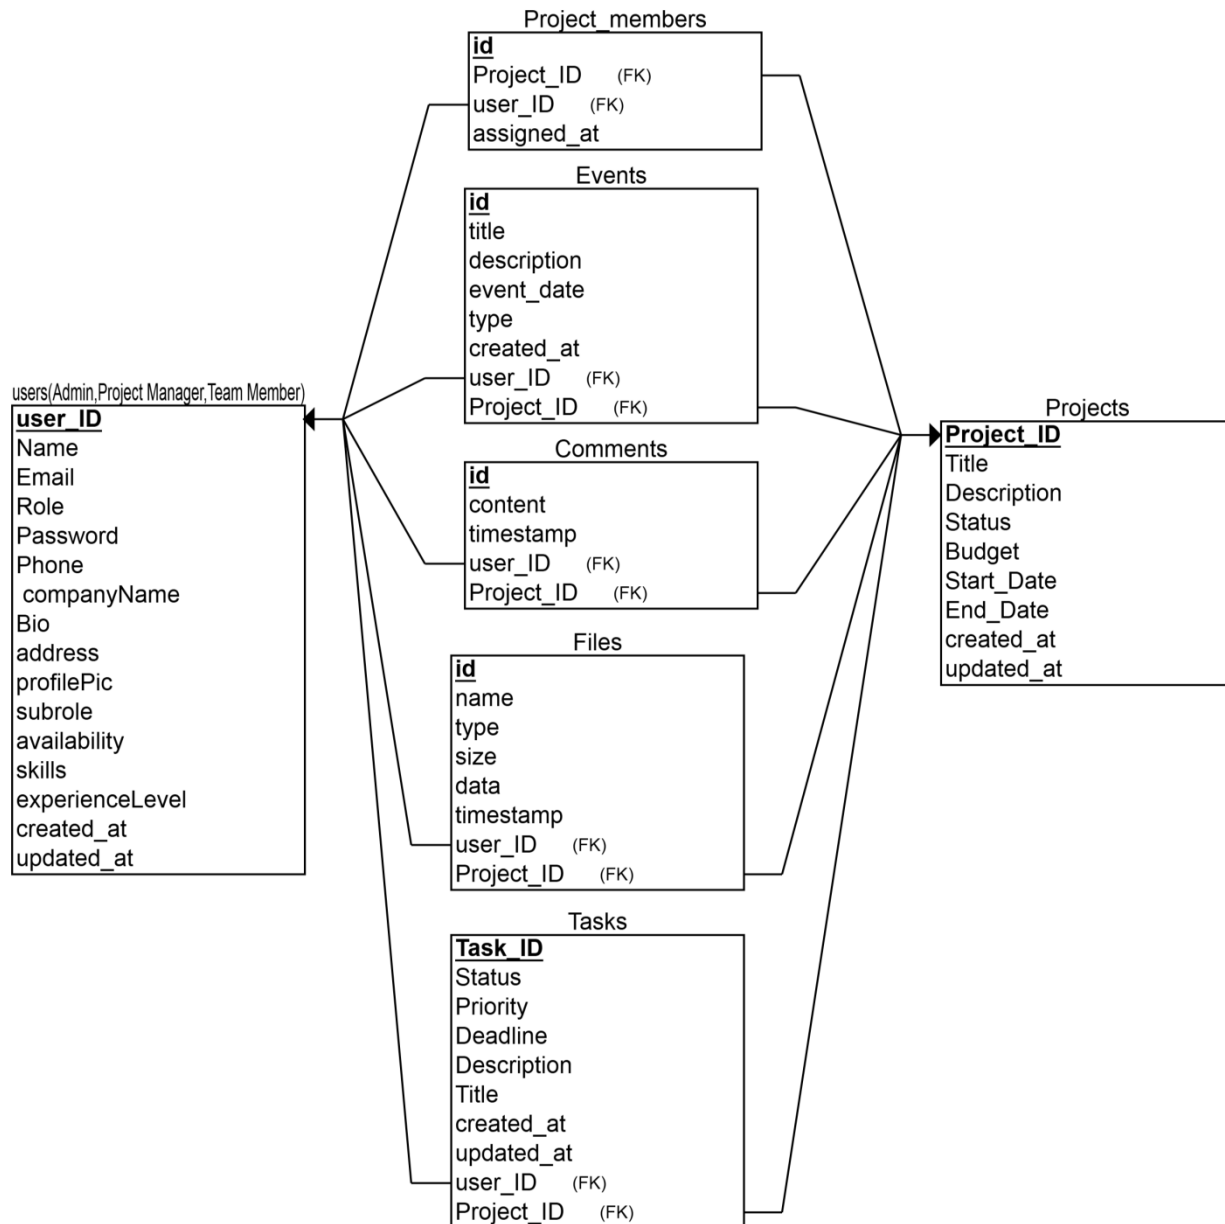 Project_members
id
Project_ID (FK)
user_ID (FK)
assigned_at
Events
id
title
description
event_date
type
created_at
user_ID (FK)
Project_ID (FK)
users(Admin,Project Manager,Team Member)
user_ID
Name
Email
Role
Password
Phone
companyName
Bio
address
profilePic
subrole
availability
skills
experienceLevel
created_at
updated_at
Comments
id
content
timestamp
user_ID (FK)
Project_ID (FK)
Projects
Project_ID
Title
Description
Status
Budget
Start_Date
End_Date
created_at
updated_at
Files
id
name
type
size
data
timestamp
user_ID (FK)
Project_ID (FK)
Tasks
Task_ID
Status
Priority
Deadline
Description
Title
created_at
updated_at
user_ID (FK)
Project_ID (FK)